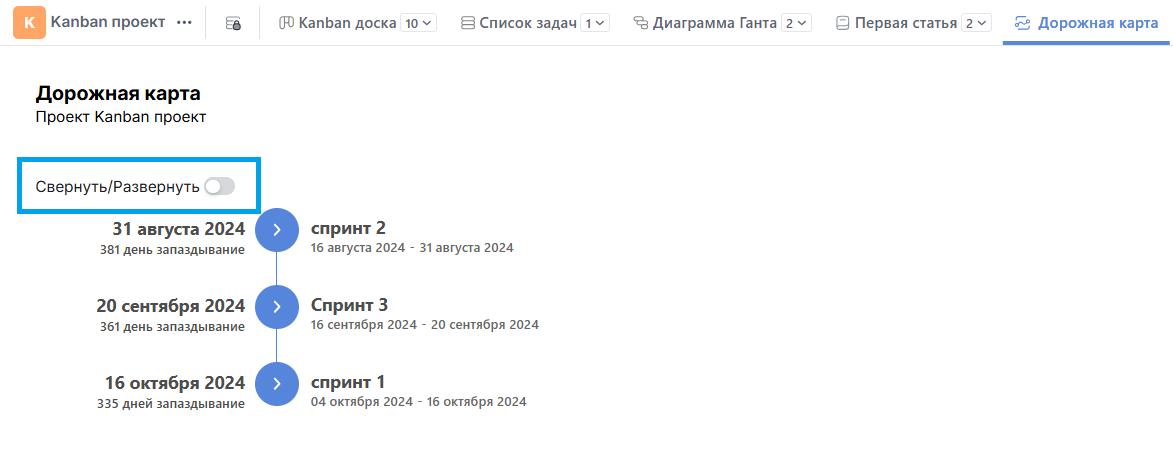 K Kanban проект ••• Kanban доска 10 Список задач 1 Диаграмма Ганта 2 Первая статья 2 Дорожная карта
Дорожная карта
Проект Kanban проект
Свернуть/Развернуть
31 августа 2024 спринт 2
381 день запаздывание 16 августа 2024 - 31 августа 2024
20 сентября 2024 Спринт 3
361 день запаздывание 16 сентября 2024 - 20 сентября 2024
16 октября 2024 спринт 1
335 дней запаздывание 04 октября 2024 - 16 октября 2024